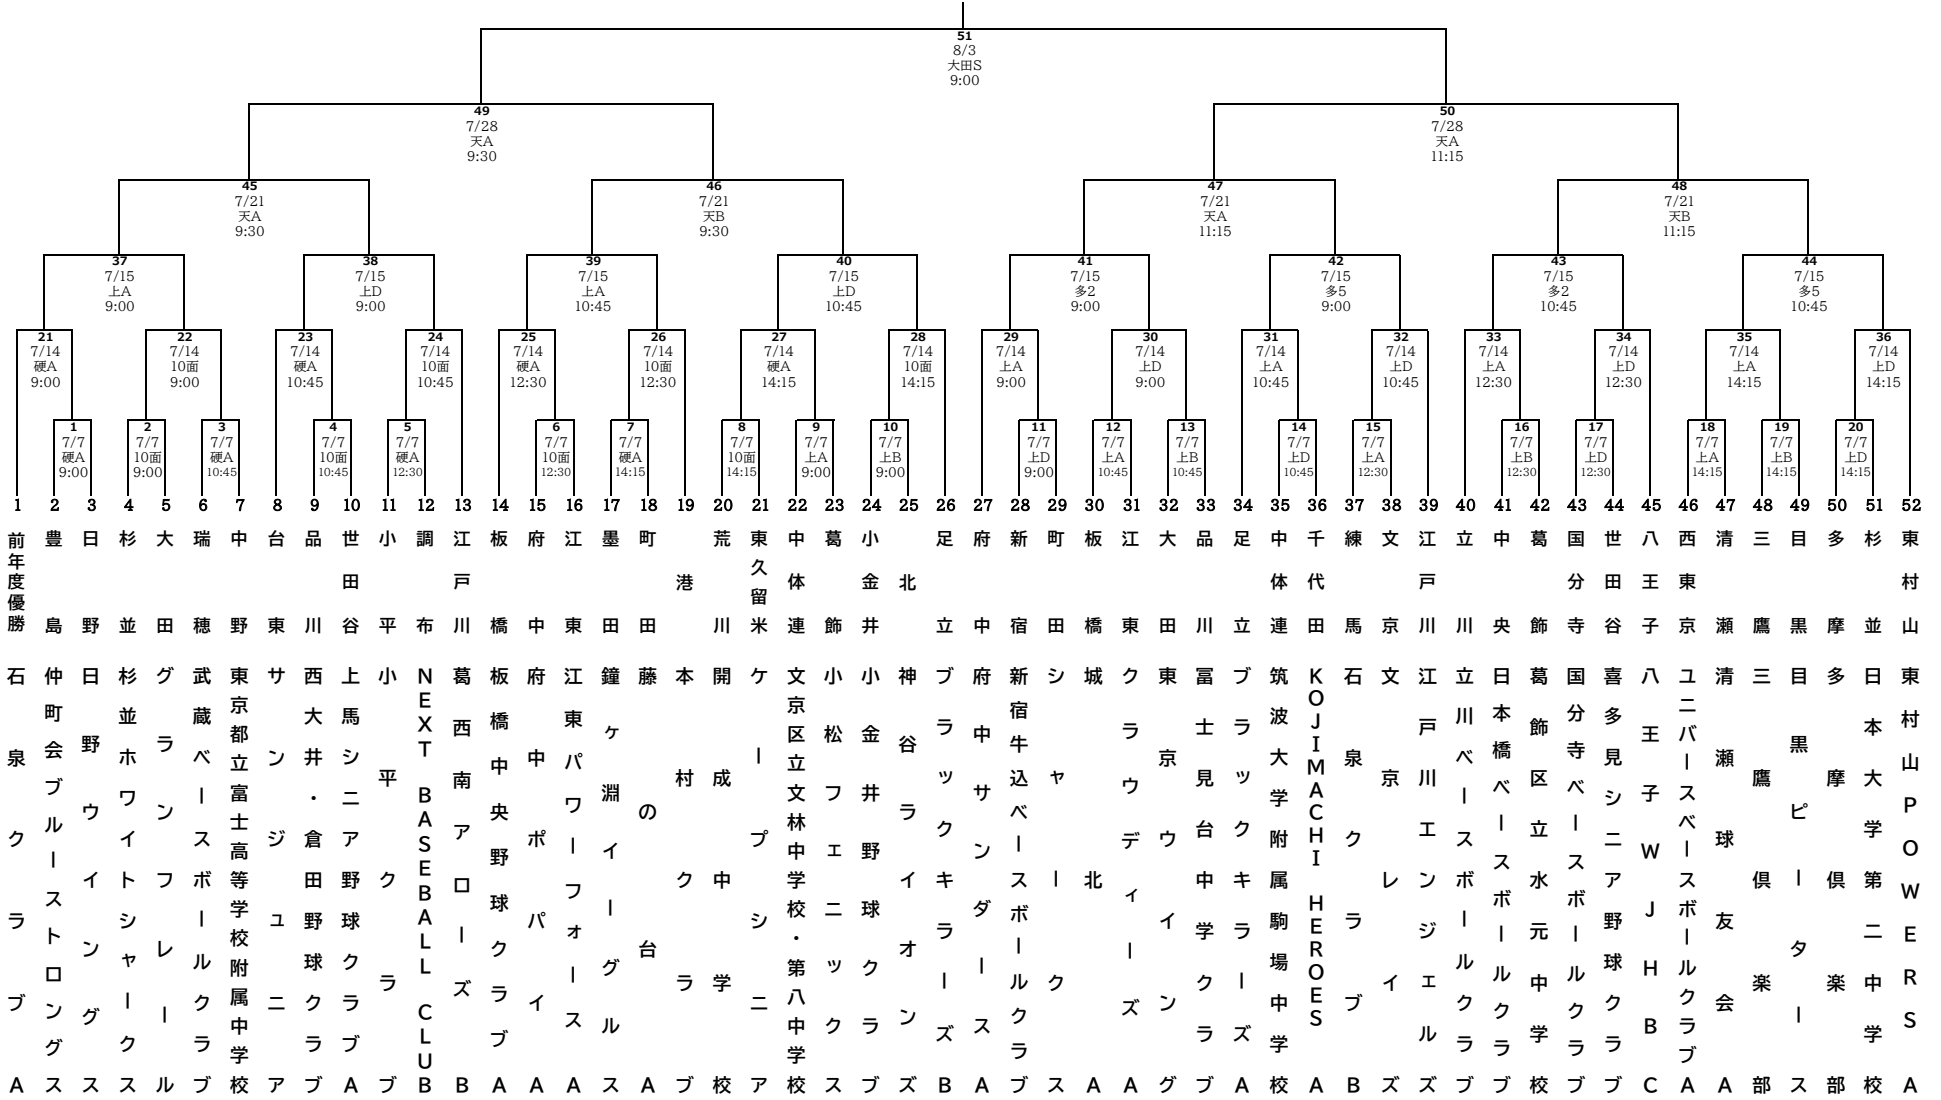 51
8/3
大田S
9:00
49
7/28
天A
9:30
50
7/28
天A
11:15
45
7/21
天A
9:30
46
7/21
天B
9:30
47
7/21
天A
11:15
48
7/21
天B
11:15
37
7/15
上A
9:00
38
7/15
上D
9:00
39
7/15
上A
10:45
40
7/15
上D
10:45
41
7/15
多2
9:00
42
7/15
多5
9:00
43
7/15
多2
10:45
44
7/15
多5
10:45
21
7/14
硬A
9:00
22
7/14
10面
9:00
23
7/14
硬A
10:45
24
7/14
10面
10:45
25
7/14
硬A
12:30
26
7/14
10面
12:30
27
7/14
硬A
14:15
28
7/14
10面
14:15
29
7/14
上A
9:00
30
7/14
上D
9:00
31
7/14
上A
10:45
32
7/14
上D
10:45
33
7/14
上A
12:30
34
7/14
上D
12:30
35
7/14
上A
14:15
36
7/14
上D
14:15
1
7/7
硬A
9:00
2
7/7
10面
9:00
3
7/7
硬A
10:45
4
7/7
10面
10:45
5
7/7
硬A
12:30
6
7/7
10面
12:30
7
7/7
硬A
14:15
8
7/7
10面
14:15
9
7/7
上A
9:00
10
7/7
上B
9:00
11
7/7
上D
9:00
12
7/7
上A
10:45
13
7/7
上B
10:45
14
7/7
上D
10:45
15
7/7
上A
12:30
16
7/7
上B
12:30
17
7/7
上D
12:30
18
7/7
上A
14:15
19
7/7
上B
14:15
20
7/7
上D
14:15
1 前年度優勝 石泉クラブA
2 豊島 仲町会ブルーストロングス
3 日野 日野ウイングス
4 杉並 杉並ホワイトシャークス
5 大田 グランフレール
6 瑞穂 武蔵ベースボールクラブ
7 中野 東京都立富士高等学校附属中学校
8 台東 サンジュニア
9 品川 西大井・倉田野球クラブ
10 世田谷 上馬シニア野球クラブA
11 小平 小平クラブ
12 調布 NEXT BASEBALL CLUB
13 江戸川 葛西南アローズB
14 板橋 板橋中央野球クラブA
15 府中 府中ポパイA
16 江東 江東パワーフォースA
17 墨田 鐘ヶ淵イーグルス
18 町田 藤の台A
19 港 本村クラブ
20 荒川 開成中学校
21 東久留米 ケープシニア
22 中体連 文京区立文林中学校・第八中学校
23 葛飾 小松フェニックス
24 小金井 小金井野球クラブ
25 北 神谷ライオンズ
26 足立 ブラックキラーズB
27 府中 府中サンダースA
28 新宿 新宿牛込ベースボールクラブ
29 町田 シャークス
30 板橋 城北A
31 江東 クラウディーズA
32 大田 東京ウイング
33 品川 冨士見台中学クラブ
34 足立 ブラックキラーズA
35 中体連 筑波大学附属駒場中学校
36 千代田 KOJIMACHI HEROESA
37 練馬 石泉クラブB
38 文京 文京レイズ
39 江戸川 江戸川エンジェルズ
40 立川 立川ベースボールクラブ
41 中央 日本橋ベースボールクラブ
42 葛飾 葛飾区立水元中学校
43 国分寺 国分寺ベースボールクラブ
44 世田谷 喜多見シニア野球クラブ
45 八王子 八王子WJHBC
46 西東京 ユニバースベースボールクラブA
47 清瀬 清瀬球友会A
48 三鷹 三鷹倶楽部
49 目黒 目黒ピータース
50 多摩 多摩倶楽部
51 杉並 日本大学第二中学校
52 東村山 東村山POWERSA